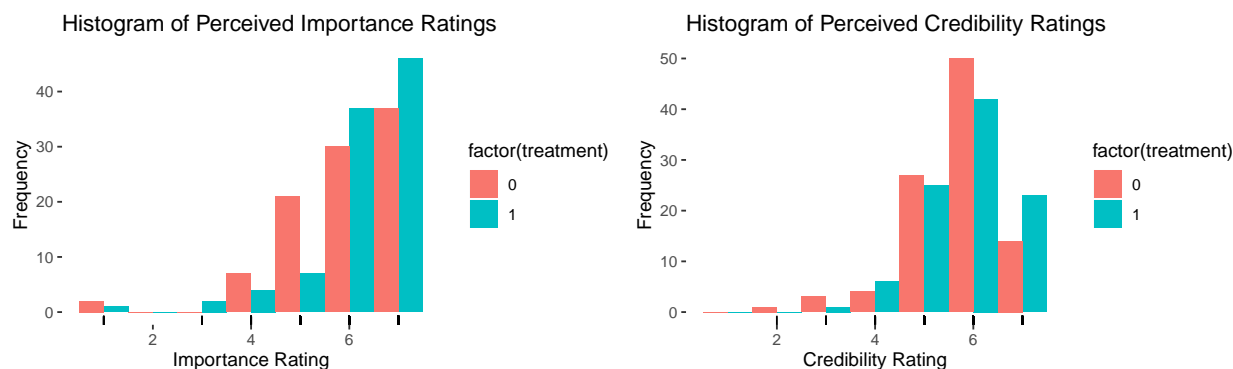 Histogram of Perceived Importance Ratings
40
30
20
10
0
Frequency
2
4
6
Importance Rating
factor(treatment)
0
1
Histogram of Perceived Credibility Ratings
50
40
30
20
10
0
Frequency
2
4
6
Credibility Rating
factor(treatment)
0
1